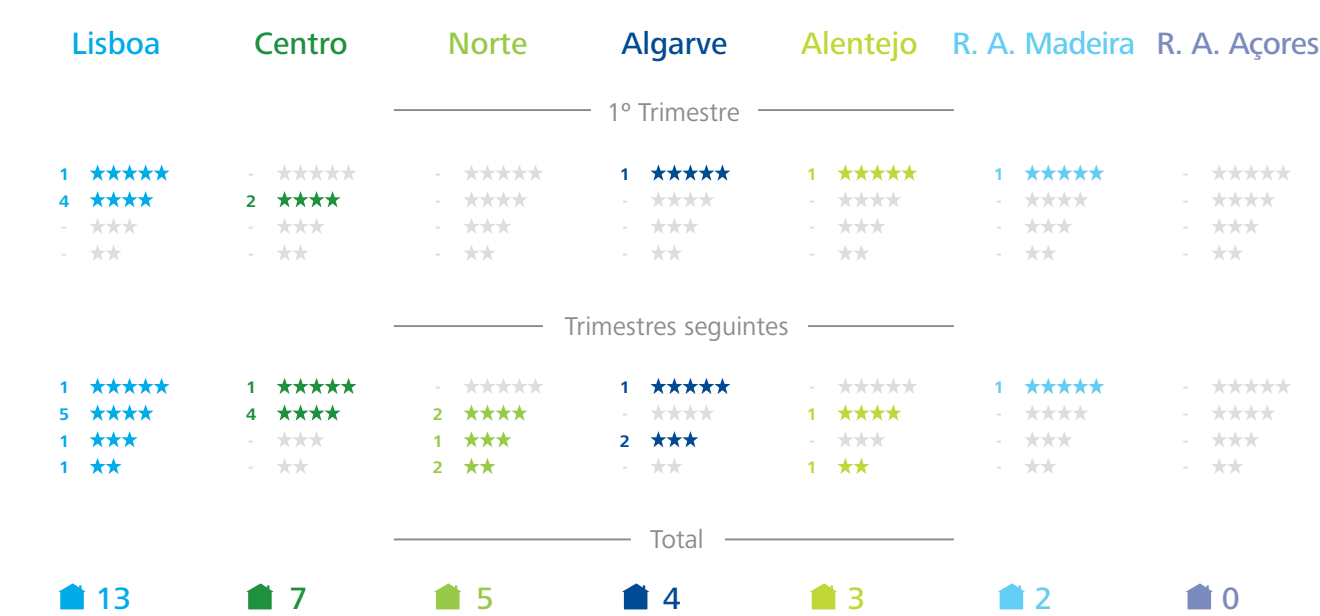 Lisboa Centro Norte Algarve Alentejo R. A. Madeira R. A. Açores
1º Trimestre
1 ★★★★★ - ★★★★★ - ★★★★★ 1 ★★★★★ 1 ★★★★★ 1 ★★★★★ - ★★★★★
4 ★★★★ 2 ★★★★ - ★★★★ - ★★★★ - ★★★★ - ★★★★ - ★★★★
- ★★★ - ★★★ - ★★★ - ★★★ - ★★★ - ★★★ - ★★★
- ★★ - ★★ - ★★ - ★★ - ★★ - ★★ - ★★
Trimestres seguintes
1 ★★★★★ 1 ★★★★★ - ★★★★★ 1 ★★★★★ - ★★★★★ 1 ★★★★★ - ★★★★★
5 ★★★★ 4 ★★★★ 2 ★★★★ - ★★★★ 1 ★★★★ - ★★★★ - ★★★★
1 ★★★ - ★★★ 1 ★★★ 2 ★★★ - ★★★ - ★★★ - ★★★
1 ★★ - ★★ 2 ★★ - ★★ 1 ★★ - ★★ - ★★
Total
13 7 5 4 3 2 0